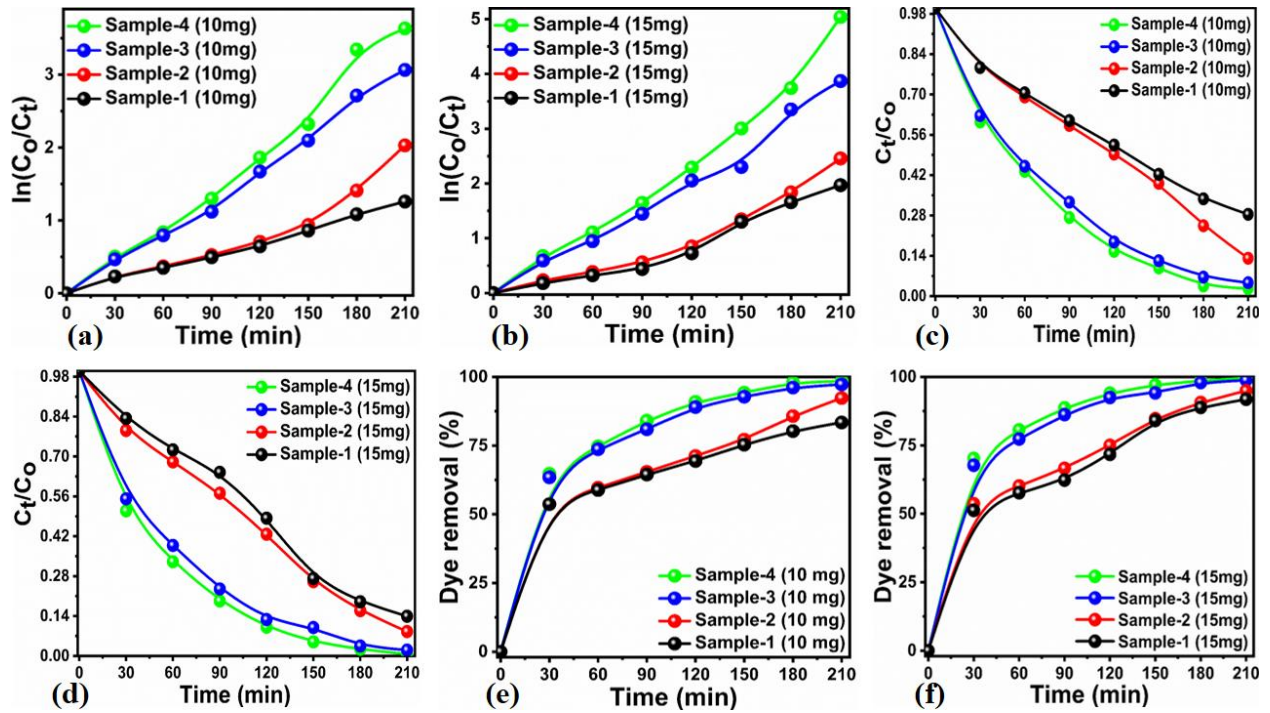 Sample-4 (10mg)
Sample-3 (10mg)
Sample-2 (10mg)
Sample-1 (10mg)
ln(Co/Ct)
3
2
1
0
0 30 60 90 120 150 180 210
(a) Time (min)
Sample-4 (15mg)
Sample-3 (15mg)
Sample-2 (15mg)
Sample-1 (15mg)
ln(Co/Ct)
5
4
3
2
1
0
0 30 60 90 120 150 180 210
(b) Time (min)
Sample-4 (10mg)
Sample-3 (10mg)
Sample-2 (10mg)
Sample-1 (10mg)
Ct/Co
0.98
0.84
0.70
0.56
0.42
0.28
0.14
0.00
0 30 60 90 120 150 180 210
(c) Time (min)
Sample-4 (15mg)
Sample-3 (15mg)
Sample-2 (15mg)
Sample-1 (15mg)
Ct/Co
0.98
0.84
0.70
0.56
0.42
0.28
0.14
0.00
0 30 60 90 120 150 180 210
(d) Time (min)
100
75
50
25
0
Dye removal (%)
Sample-4 (10 mg)
Sample-3 (10 mg)
Sample-2 (10 mg)
Sample-1 (10 mg)
0 30 60 90 120 150 180 210
(e) Time (min)
100
75
50
25
0
Dye removal (%)
Sample-4 (15mg)
Sample-3 (15mg)
Sample-2 (15mg)
Sample-1 (15mg)
0 30 60 90 120 150 180 210
(f) Time (min)